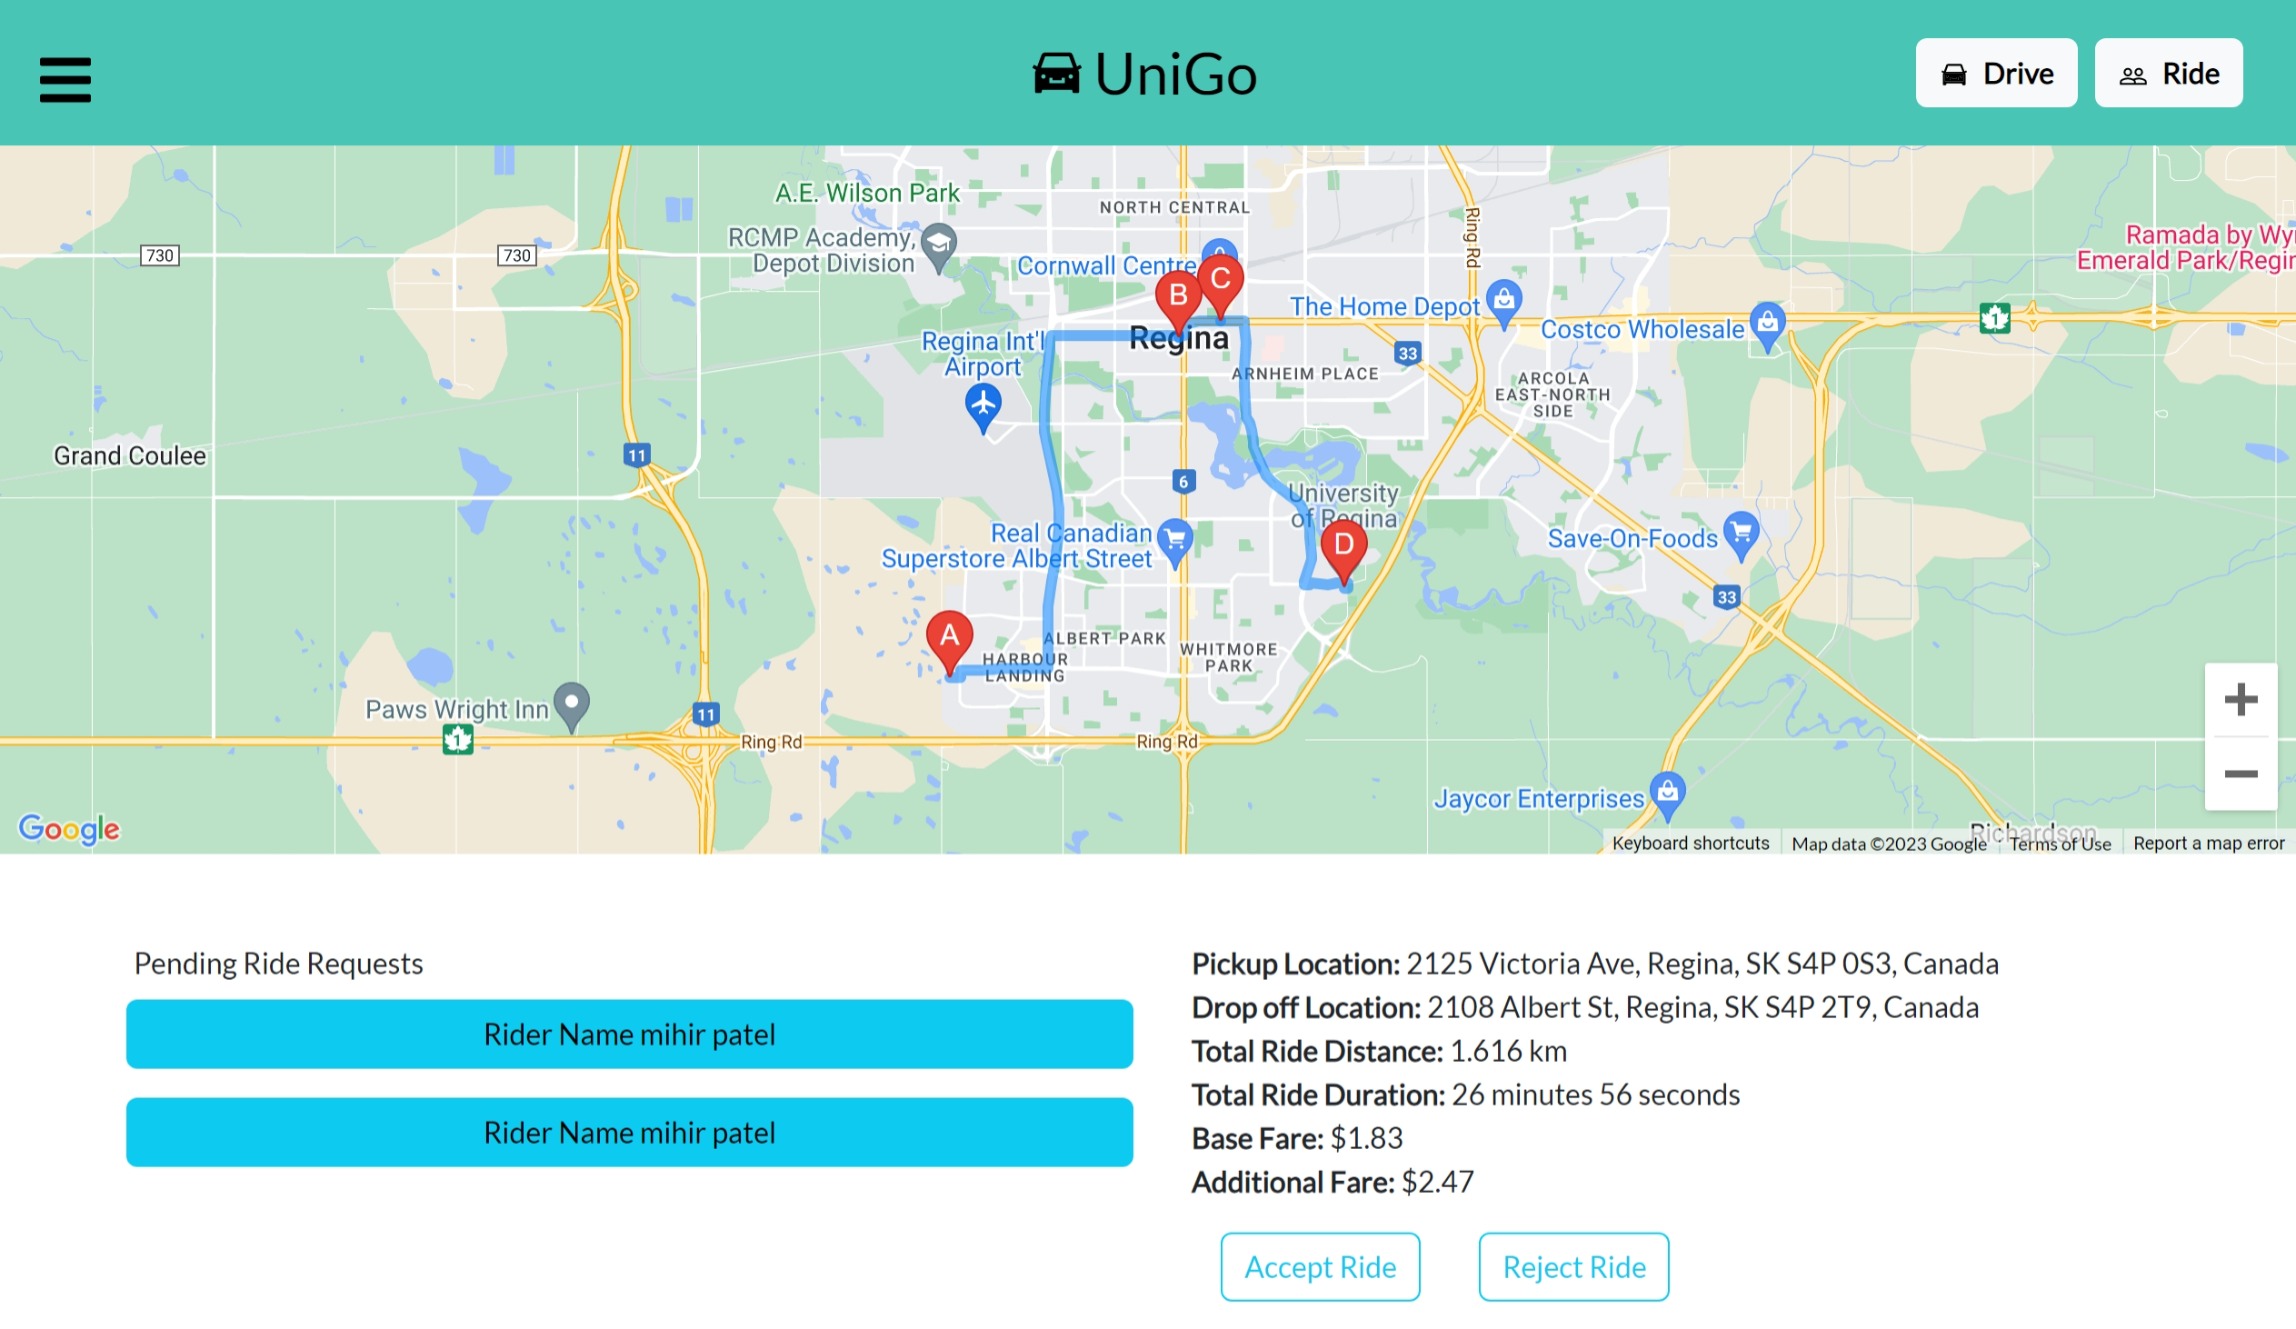 UniGo
Drive
Ride
A.E. Wilson Park
NORTH CENTRAL
Ring Rd
RCMP Academy,
Depot Division
730
730
Cornwall Centre
B
C
Ramada by Wy
Emerald Park/Regin
The Home Depot
Costco Wholesale
1
Regina Int'l
Airport
Regina
33
ARNHEIM PLACE
ARCOLA
EAST-NORTH
SIDE
Grand Coulee
11
6
University
of Regina
D
Real Canadian
Superstore Albert Street
Save-On-Foods
33
A
ALBERT PARK
HARBOUR
LANDING
WHITMORE
PARK
Paws Wright Inn
1
11
Ring Rd
Ring Rd
Jaycor Enterprises
Richardson
Google
Keyboard shortcuts
Map data ©2023 Google
Terms of Use
Report a map error
Pending Ride Requests
Rider Name mihir patel
Rider Name mihir patel
Pickup Location: 2125 Victoria Ave, Regina, SK S4P 0S3, Canada
Drop off Location: 2108 Albert St, Regina, SK S4P 2T9, Canada
Total Ride Distance: 1.616 km
Total Ride Duration: 26 minutes 56 seconds
Base Fare: $1.83
Additional Fare: $2.47
Accept Ride
Reject Ride